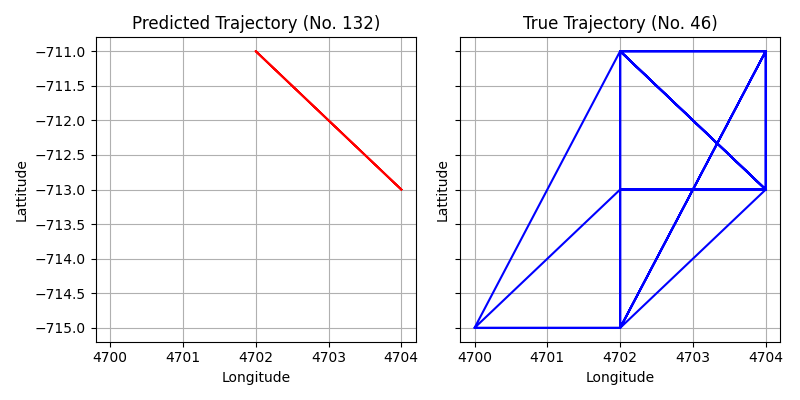 Predicted Trajectory (No. 132)
−711.0
−711.5
−712.0
−712.5
−713.0
−713.5
−714.0
−714.5
−715.0
Lattitude
4700 4701 4702 4703 4704
Longitude
True Trajectory (No. 46)
Lattitude
4700 4701 4702 4703 4704
Longitude